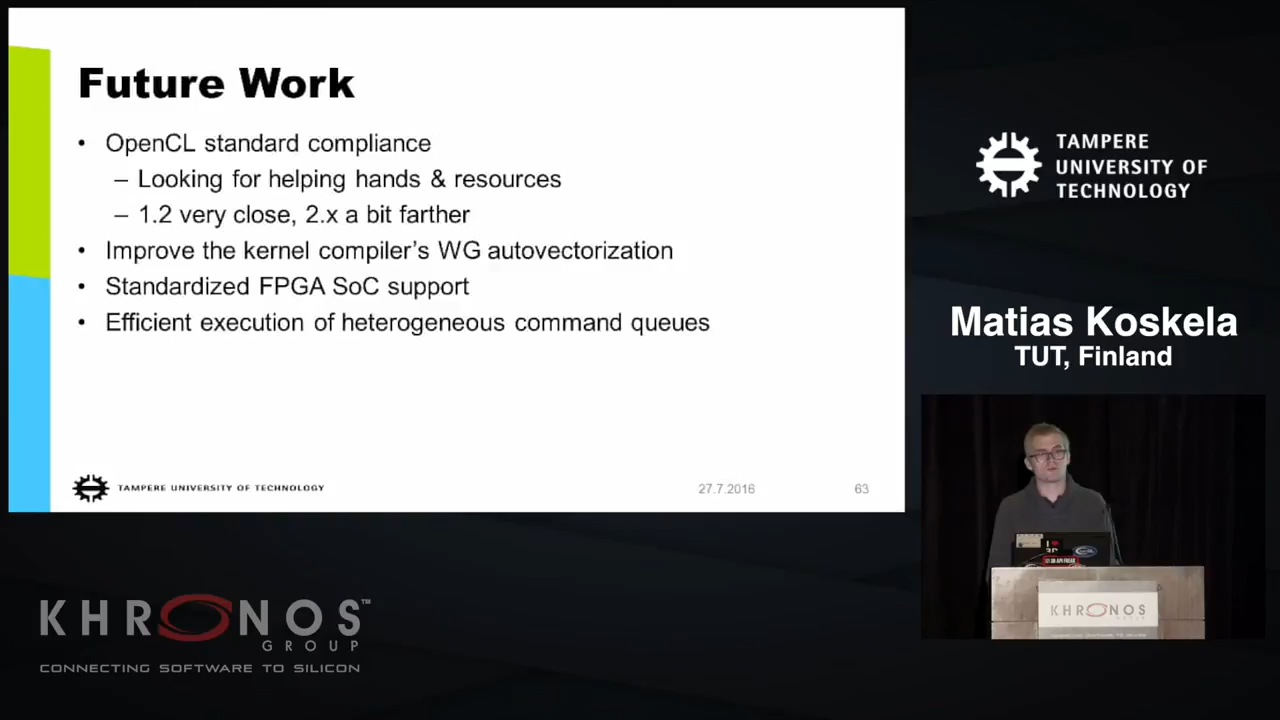 Future Work
• OpenCL standard compliance
– Looking for helping hands & resources
– 1.2 very close, 2.x a bit farther
• Improve the kernel compiler's WG autovectorization
• Standardized FPGA SoC support
• Efficient execution of heterogeneous command queues
TAMPERE UNIVERSITY OF TECHNOLOGY
27.7.2016
63
TAMPERE
UNIVERSITY OF
TECHNOLOGY
Matias Koskela
TUT, Finland
KHRONOS
GROUP
KHRONOS™
GROUP
CONNECTING SOFTWARE TO SILICON